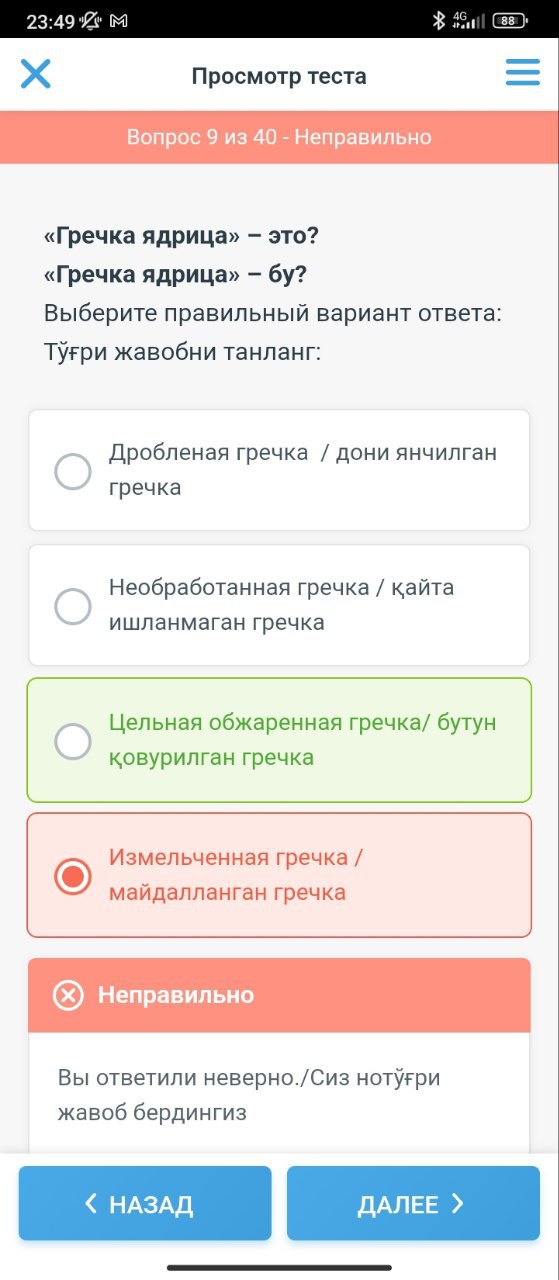 23:49
4G
88
Просмотр теста
Вопрос 9 из 40 - Неправильно
«Гречка ядрица» – это?
«Гречка ядрица» – бу?
Выберите правильный вариант ответа:
Тўғри жавобни танланг:
Дробленая гречка / дони янчилган
гречка
Необработанная гречка / қайта
ишланмаган гречка
Цельная обжаренная гречка/ бутун
қовурилган гречка
Измельченная гречка /
майдалланган гречка
Неправильно
Вы ответили неверно./Сиз нотўғри
жавоб бердингиз
НАЗАД
ДАЛЕЕ